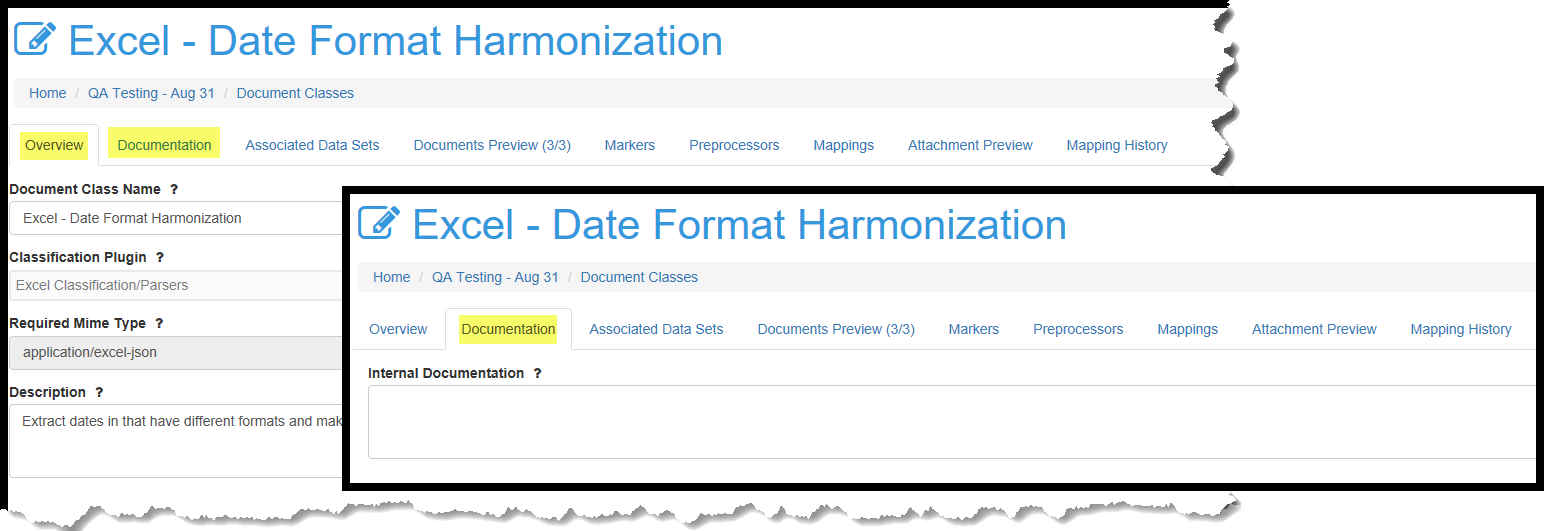 Excel - Date Format Harmonization
Home / QA Testing - Aug 31 / Document Classes
Overview Documentation Associated Data Sets Documents Preview (3/3) Markers Preprocessors Mappings Attachment Preview Mapping History
Document Class Name ?
Excel - Date Format Harmonization
Classification Plugin ?
Excel Classification/Parsers
Required Mime Type ?
application/excel-json
Description ?
Extract dates in that have different formats and mak
Excel - Date Format Harmonization
Home / QA Testing - Aug 31 / Document Classes
Overview Documentation Associated Data Sets Documents Preview (3/3) Markers Preprocessors Mappings Attachment Preview Mapping History
Internal Documentation ?